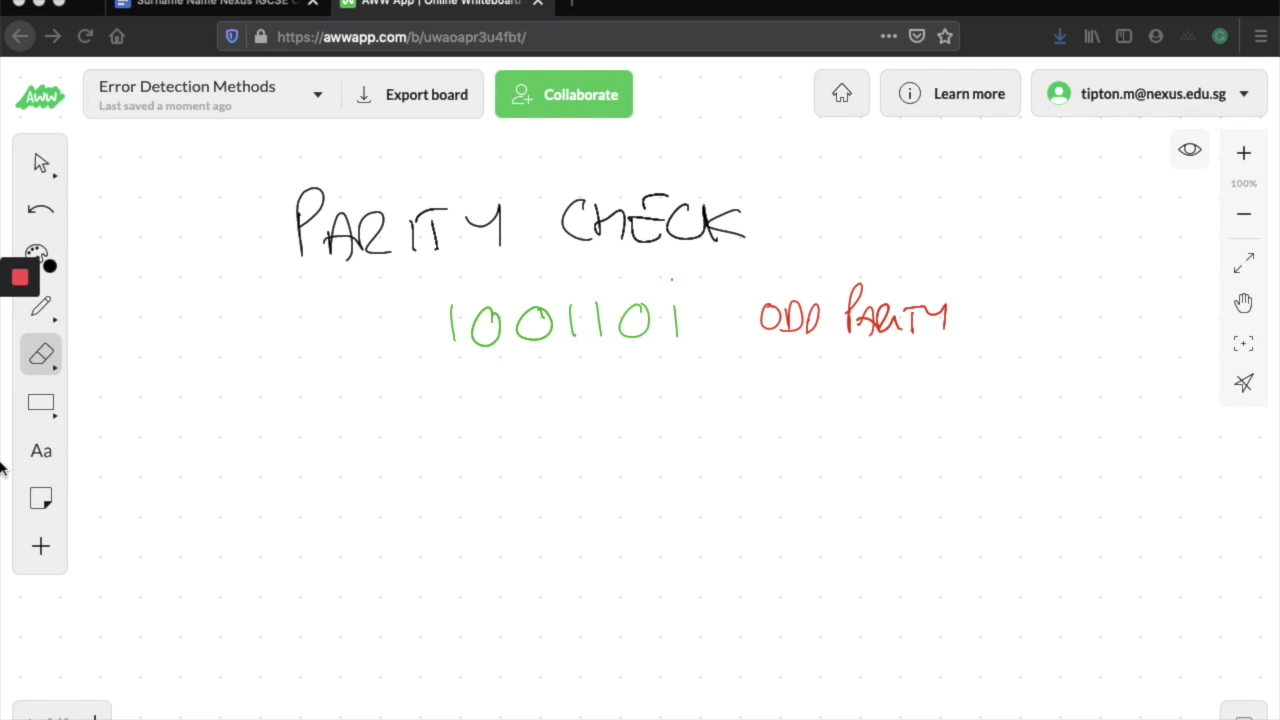 Surname Name Nexus IGCSE C
AWW App | Online Whiteboard
https://awwapp.com/b/uwaoapr3u4fbt/
AWW
Error Detection Methods
Last saved a moment ago
Export board
Collaborate
Learn more
tipton.m@nexus.edu.sg
100%
PARITY CHECK
1001101 ODD PARITY
Aa